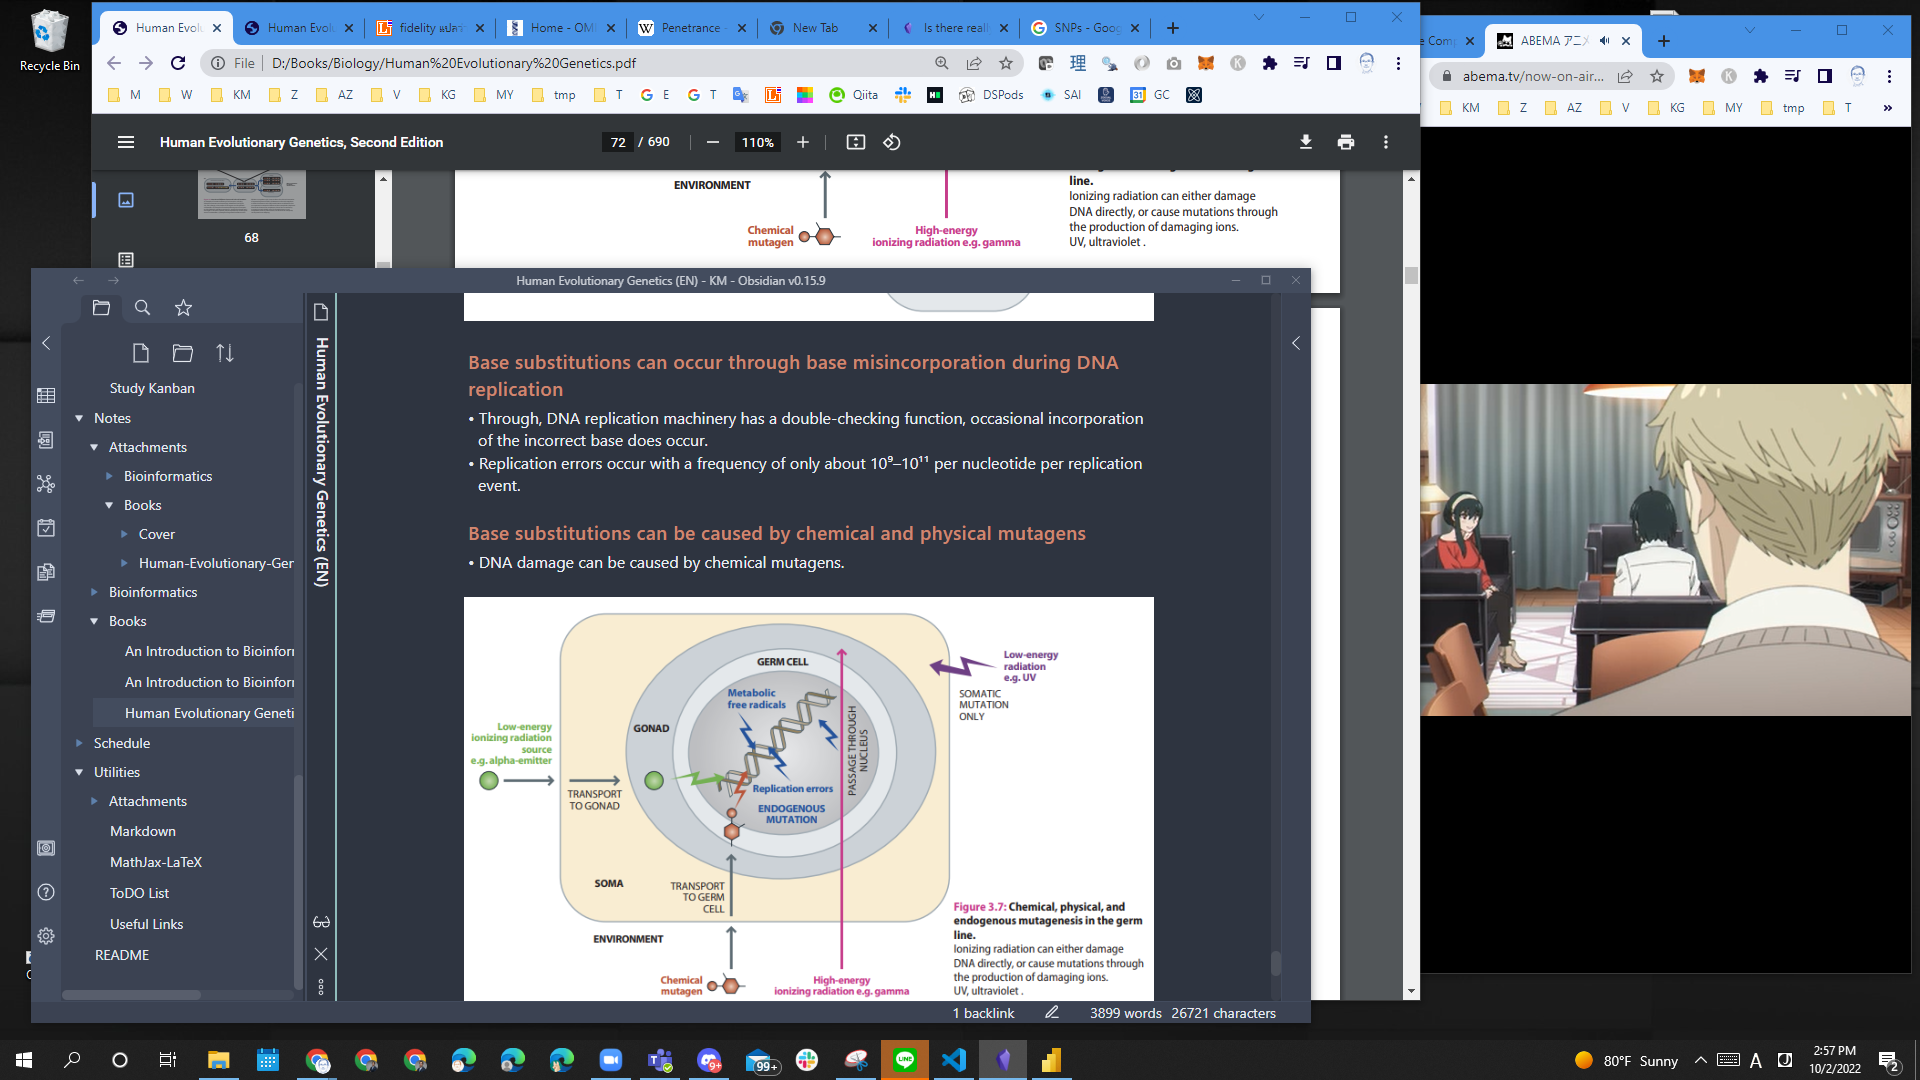 Recycle Bin
Human Evolu
Human Evolu
fidelity แปลว่
Home - OMI
Penetrance -
New Tab
Is there reall
SNPs - Goog
File
D:/Books/Biology/Human%20Evolutionary%20Genetics.pdf
M
W
KM
Z
AZ
V
KG
MY
tmp
T
E
T
Qiita
DSPods
SAI
GC
Human Evolutionary Genetics, Second Edition
72 / 690
110%
68
ENVIRONMENT
Chemical
mutagen
High-energy
ionizing radiation e.g. gamma
line.
Ionizing radiation can either damage
DNA directly, or cause mutations through
the production of damaging ions.
UV, ultraviolet .
e Comp
ABEMA アニメ
abema.tv/now-on-air...
KM
Z
AZ
V
KG
MY
tmp
T
»
Human Evolutionary Genetics (EN) - KM - Obsidian v0.15.9
Study Kanban
Notes
Attachments
Bioinformatics
Books
Cover
Human-Evolutionary-Gen
Bioinformatics
Books
An Introduction to Bioinforr
An Introduction to Bioinforr
Human Evolutionary Geneti
Schedule
Utilities
Attachments
Markdown
MathJax-LaTeX
ToDO List
Useful Links
README
Human Evolutionary Genetics (EN)
Base substitutions can occur through base misincorporation during DNA
replication
• Through, DNA replication machinery has a double-checking function, occasional incorporation
of the incorrect base does occur.
• Replication errors occur with a frequency of only about 10⁹–10¹¹ per nucleotide per replication
event.
Base substitutions can be caused by chemical and physical mutagens
• DNA damage can be caused by chemical mutagens.
GERM CELL
Low-energy
radiation
e.g. UV
Metabolic
free radicals
SOMATIC
MUTATION
ONLY
GONAD
Low-energy
ionizing radiation
source
e.g. alpha-emitter
PASSAGE THROUGH
NUCLEUS
TRANSPORT
TO GONAD
Replication errors
ENDOGENOUS
MUTATION
SOMA
TRANSPORT
TO GERM
CELL
ENVIRONMENT
Chemical
mutagen
High-energy
ionizing radiation e.g. gamma
Figure 3.7: Chemical, physical, and
endogenous mutagenesis in the germ
line.
Ionizing radiation can either damage
DNA directly, or cause mutations through
the production of damaging ions.
UV, ultraviolet .
1 backlink
3899 words 26721 characters
9+
99+
LINE
80°F Sunny
A
2:57 PM
10/2/2022
2